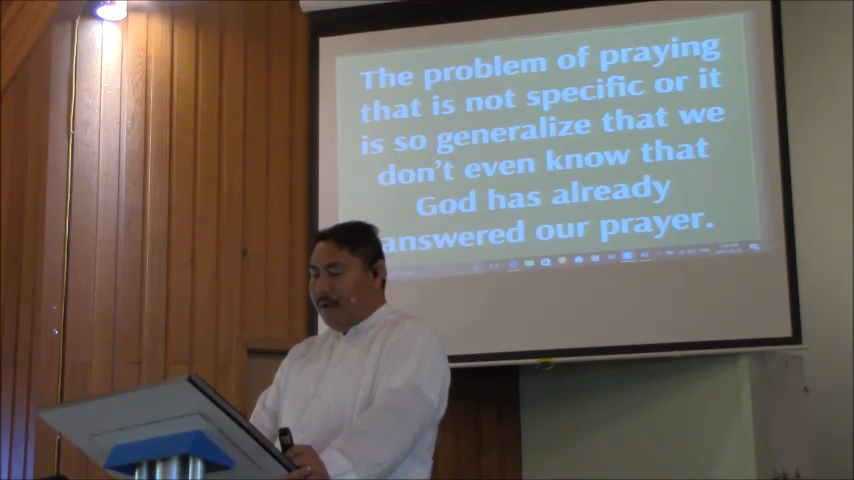 The problem of praying
that is not specific or it
is so generalize that we
don't even know that
God has already
answered our prayer.